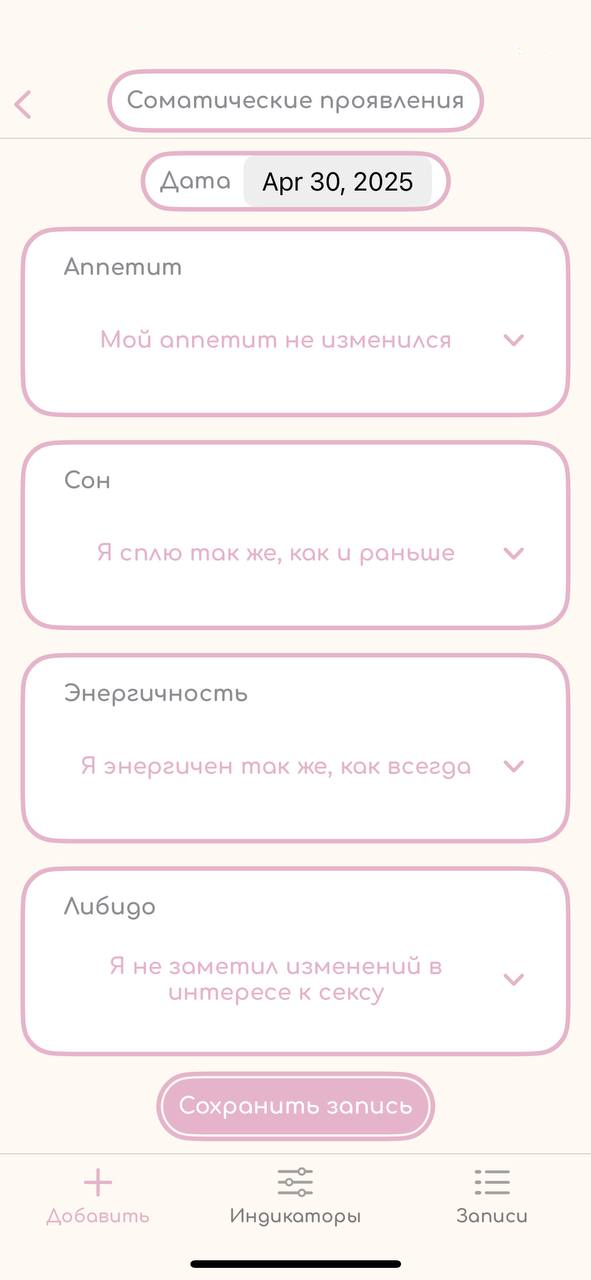 Соматические проявления
Дата Apr 30, 2025
Аппетит
Мой аппетит не изменился
Сон
Я сплю так же, как и раньше
Энергичность
Я энергичен так же, как всегда
Либидо
Я не заметил изменений в
интересе к сексу
Сохранить запись
Добавить Индикаторы Записи